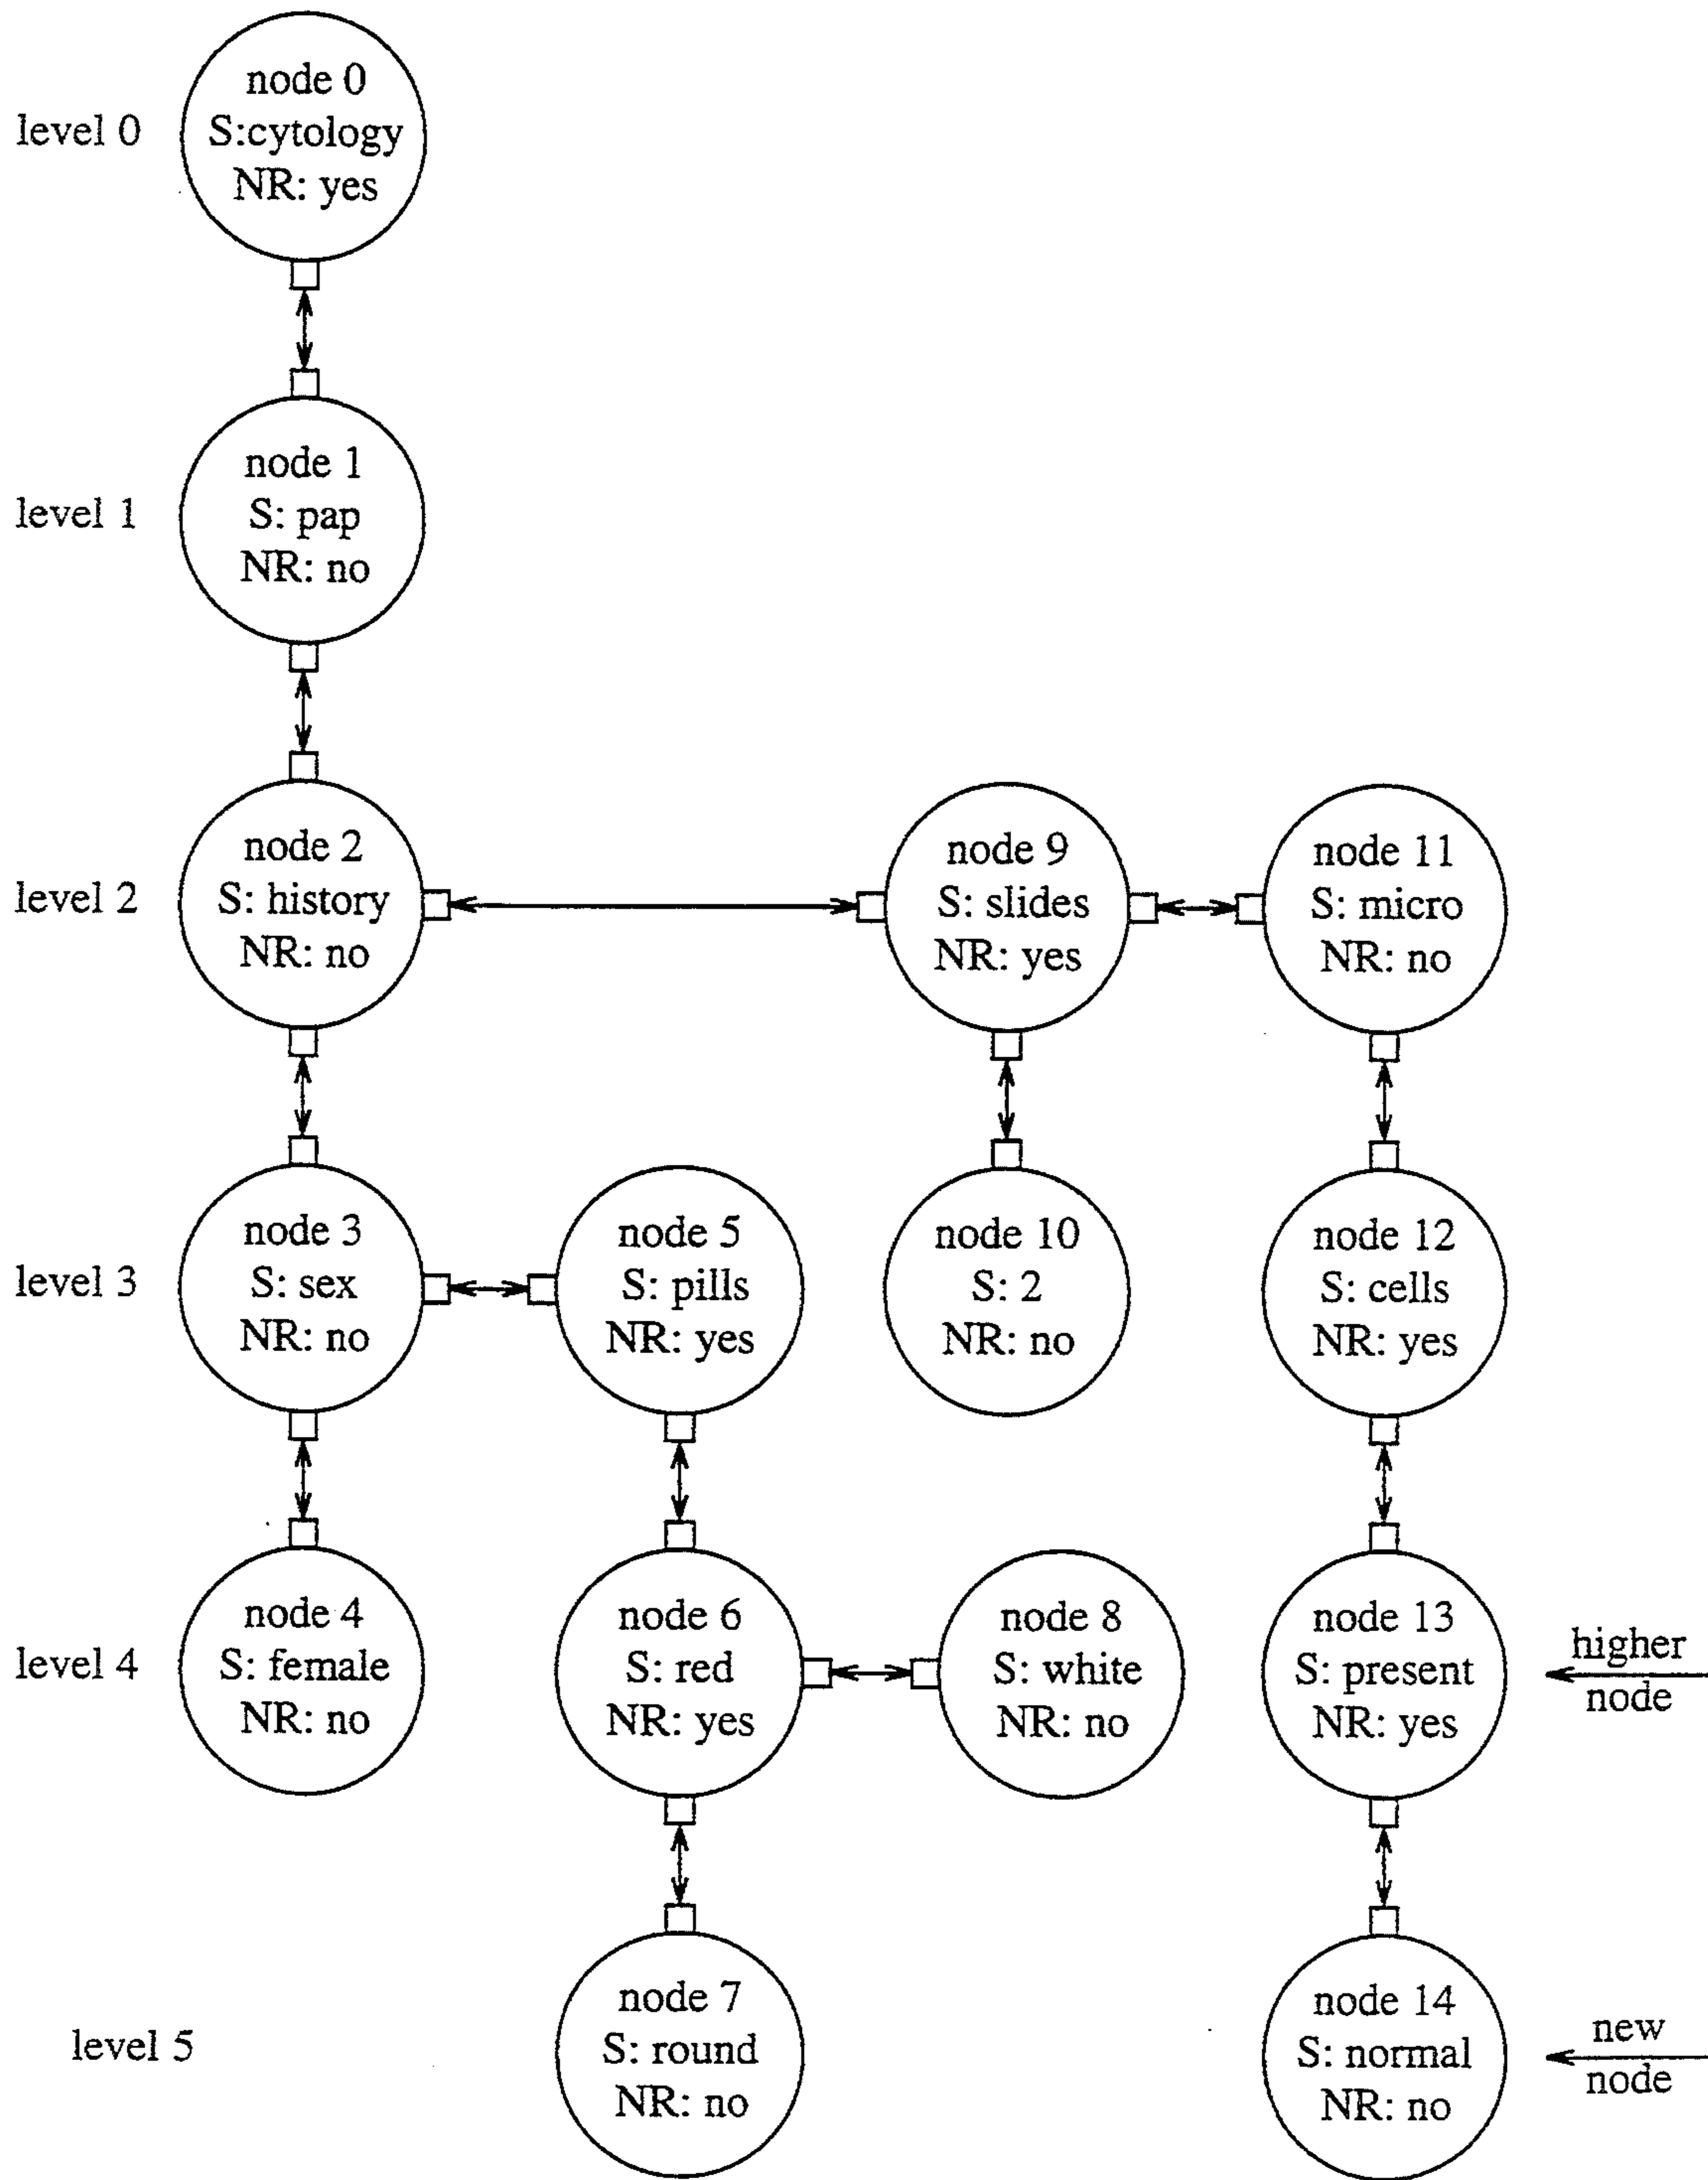 node 0
level 0
S:cytology
NR: yes
node 1
level 1
S: pap
NR: no
node 2
level 2
S: history
NR: no
node 9
S: slides
NR: yes
node 11
S: micro
NR: no
node 3
level 3
S: sex
NR: no
node 5
S: pills
NR: yes
node 10
S: 2
NR: no
node 12
S: cells
NR: yes
node 4
level 4
S: female
NR: no
node 6
S: red
NR: yes
node 8
S: white
NR: no
node 13
S: present
NR: yes
higher
node
level 5
node 7
S: round
NR: no
node 14
S: normal
NR: no
new
node